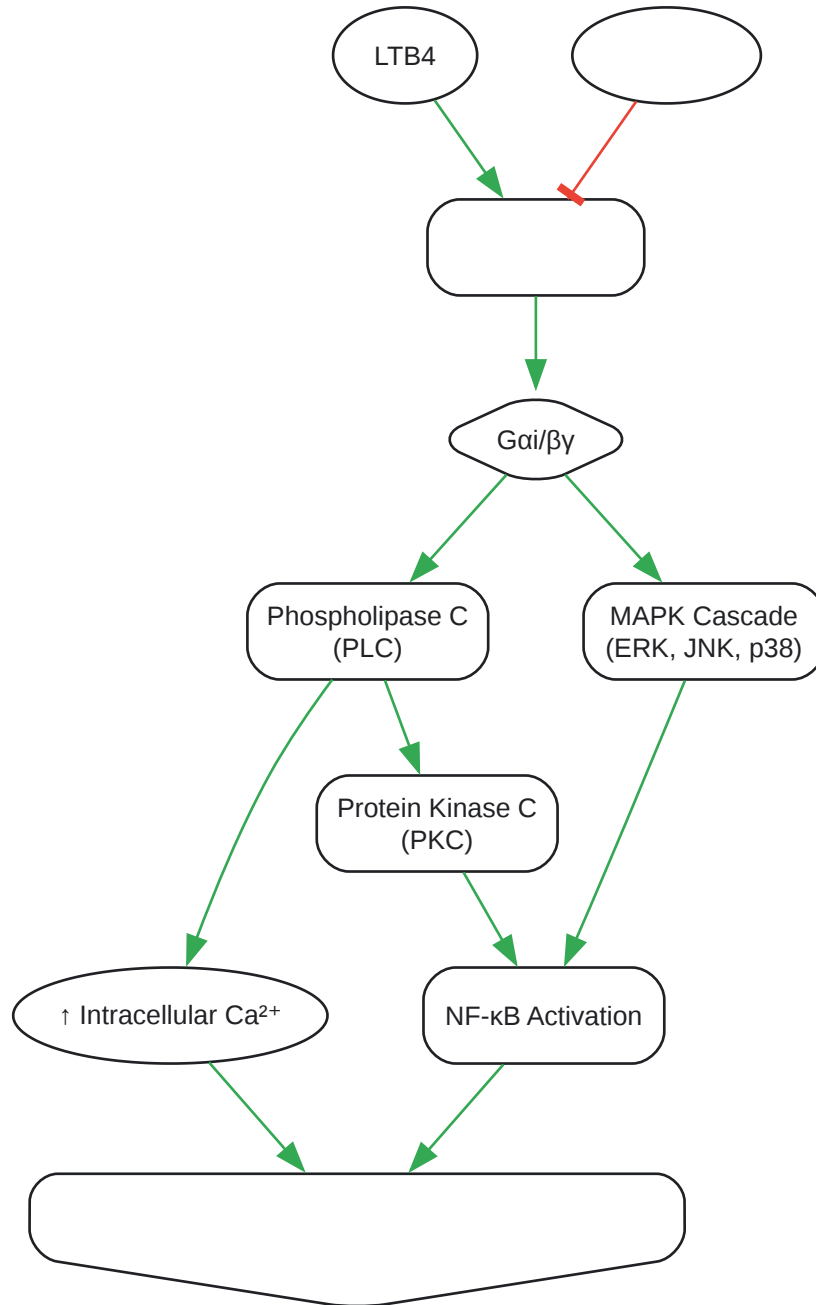 LTB4
Gαi/βγ
Phospholipase C
(PLC)
MAPK Cascade
(ERK, JNK, p38)
Protein Kinase C
(PKC)
↑ Intracellular Ca²⁺
NF-κB Activation